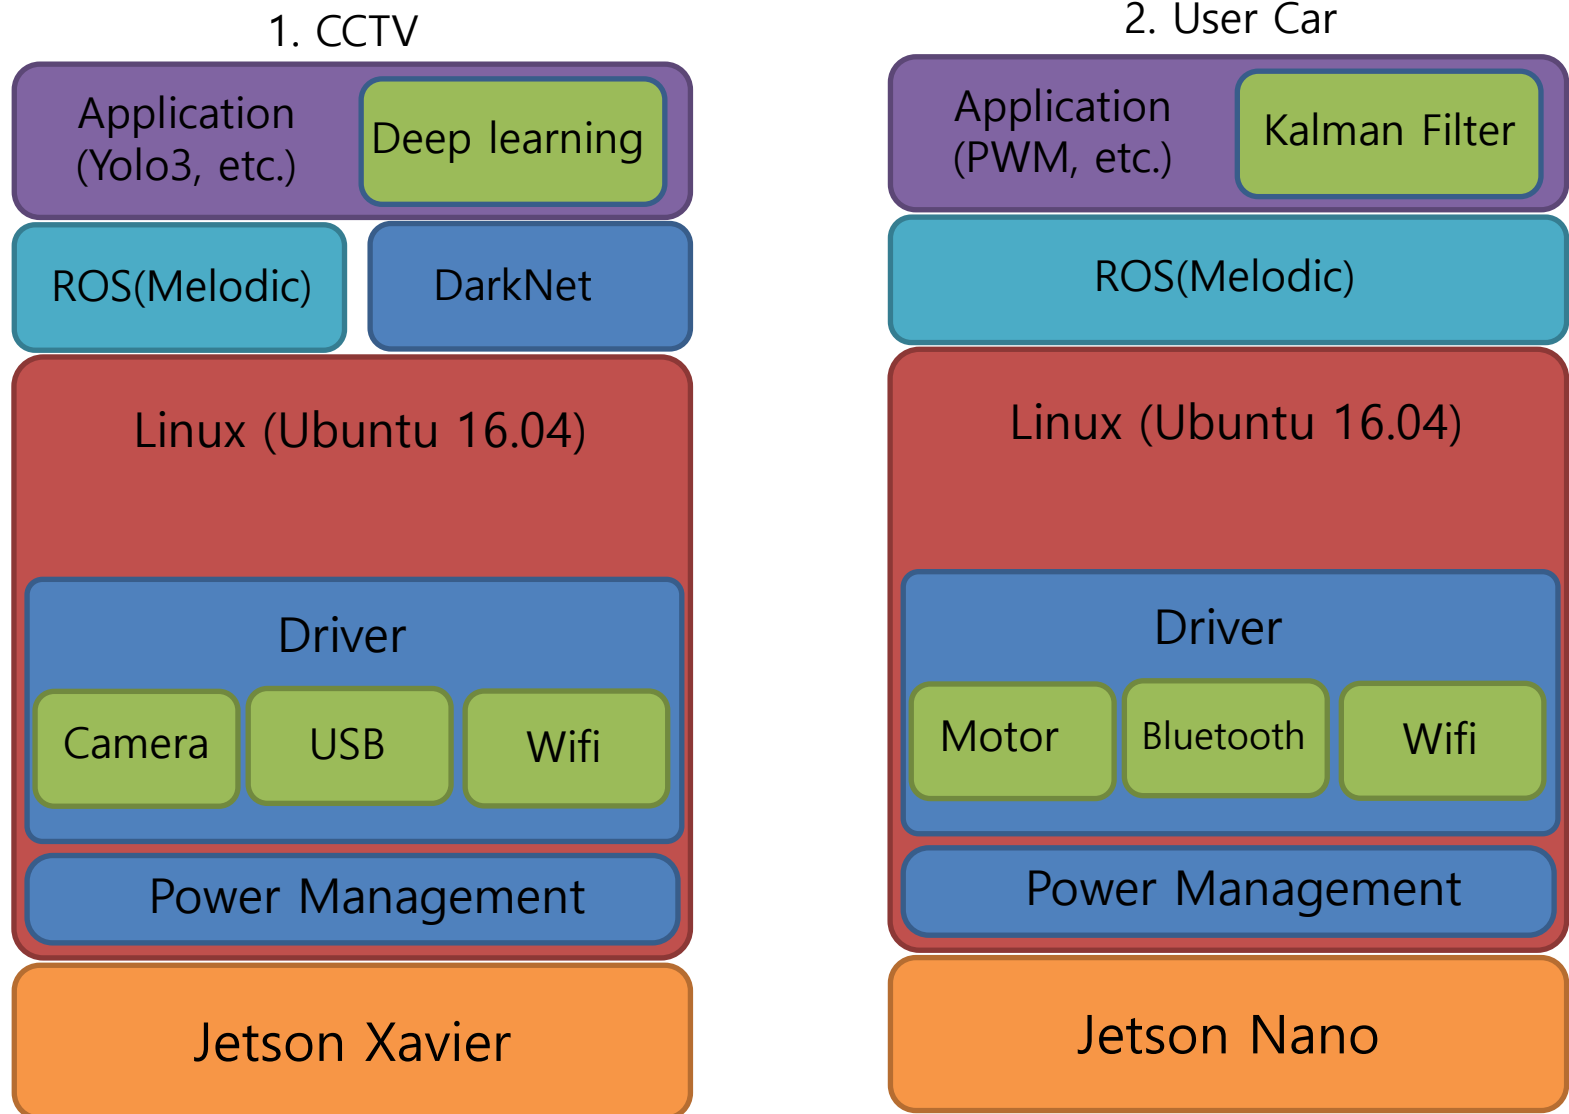 1. CCTV
Application
(Yolo3, etc.)
Deep learning
ROS(Melodic)
DarkNet
Linux (Ubuntu 16.04)
Driver
Camera
USB
Wifi
Power Management
Jetson Xavier
2. User Car
Application
(PWM, etc.)
Kalman Filter
ROS(Melodic)
Linux (Ubuntu 16.04)
Driver
Motor
Bluetooth
Wifi
Power Management
Jetson Nano